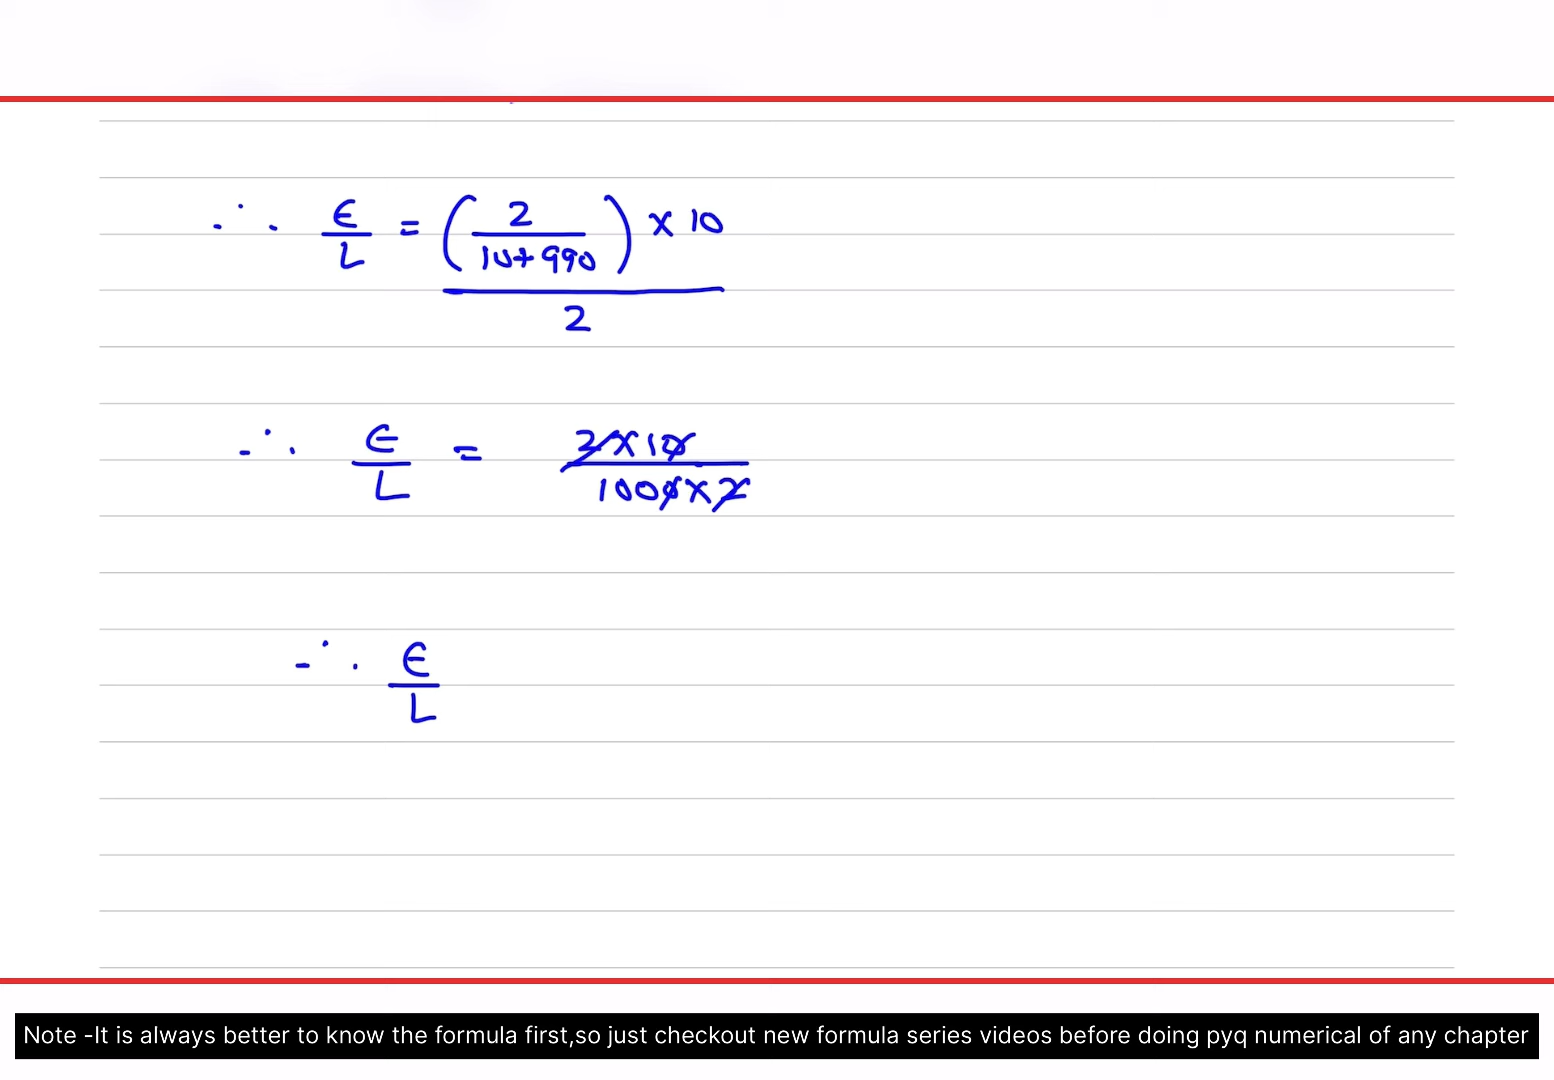 ∴ E/L = (2/(10+990)) × 10 / 2
∴ E/L = 2×10 / 1000×2
∴ E/L
Note -It is always better to know the formula first,so just checkout new formula series videos before doing pyq numerical of any chapter